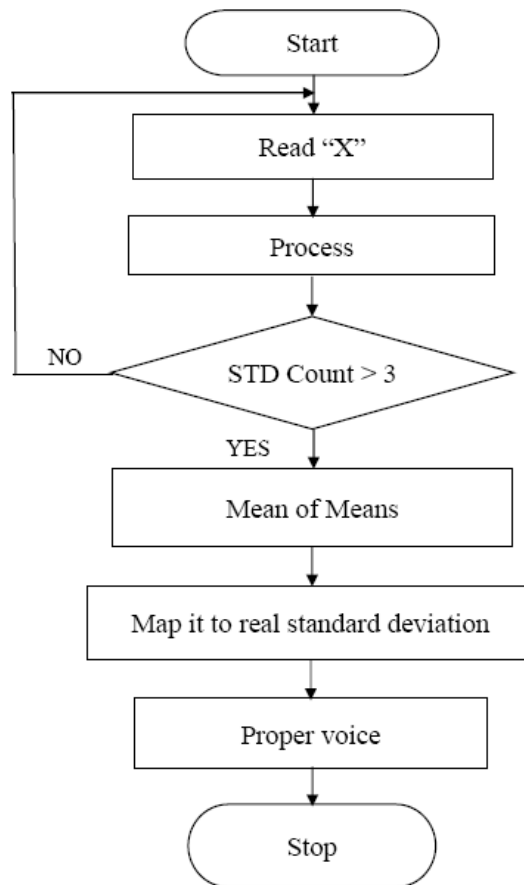 Start
Read “X”
Process
STD Count > 3
NO
YES
Mean of Means
Map it to real standard deviation
Proper voice
Stop